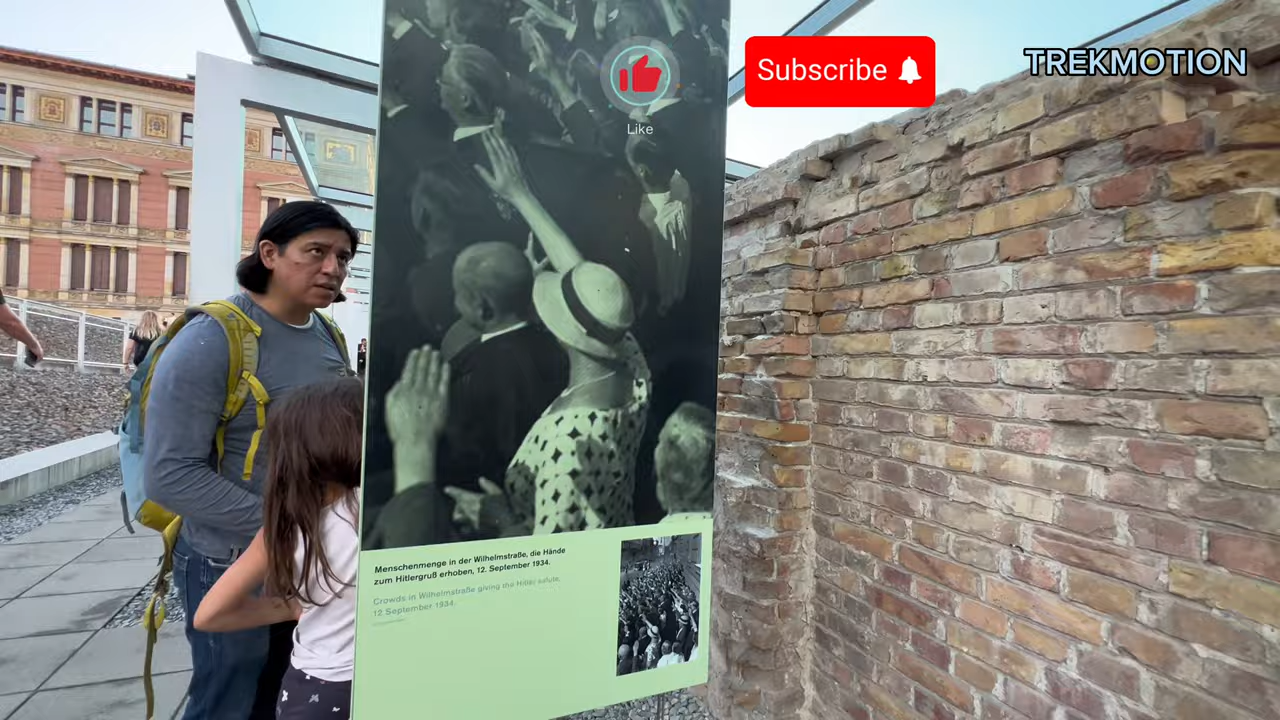 Subscribe
TREKMOTION
Like
Menschenmenge in der Wilhelmstraße, die Hände
zum Hitlergruß erhoben, 12. September 1934.
Crowds in Wilhelmstraße giving the Hitler salute,
12 September 1934.